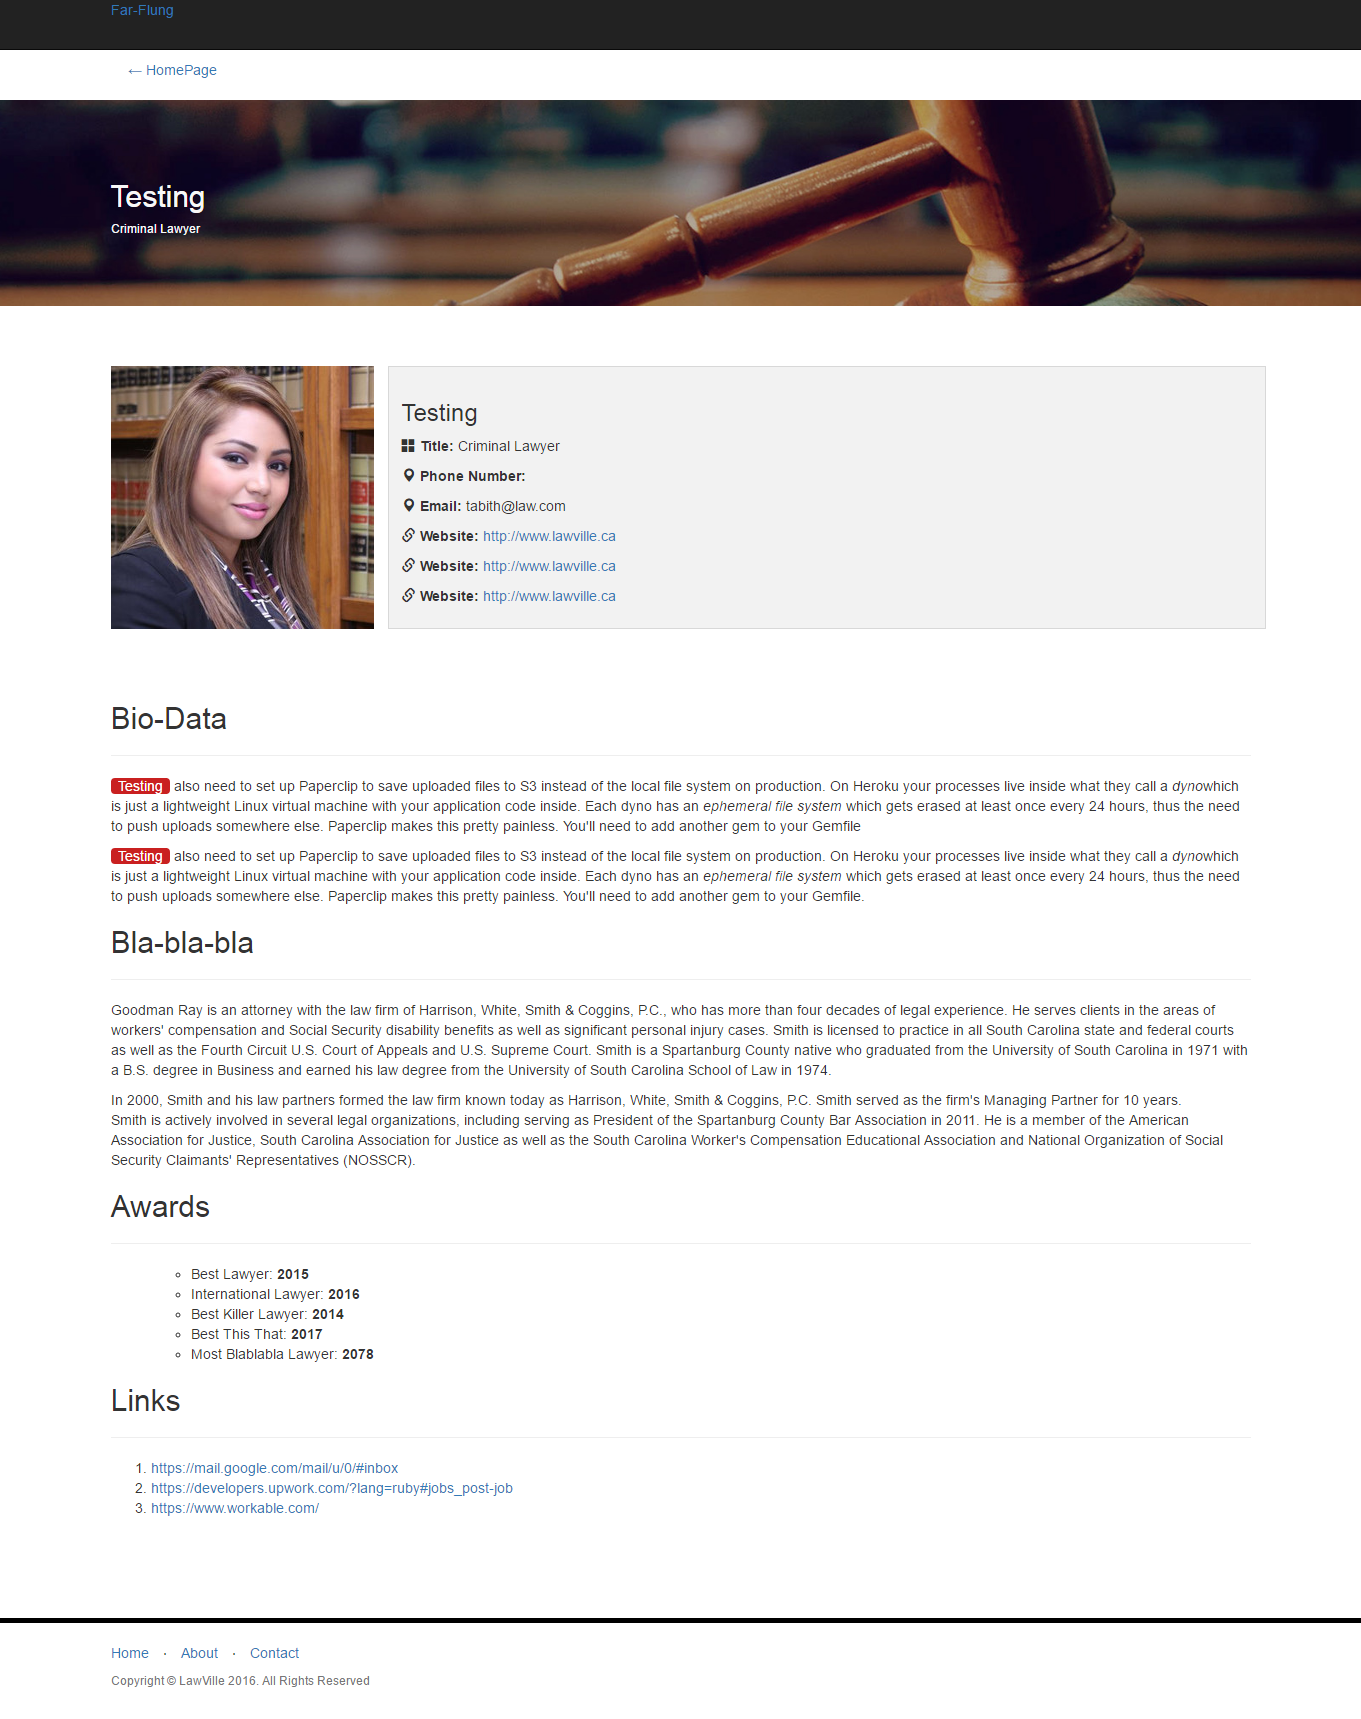 Far-Flung
← HomePage
Testing
Criminal Lawyer
Testing
Title: Criminal Lawyer
Phone Number:
Email: tabith@law.com
Website: http://www.lawville.ca
Website: http://www.lawville.ca
Website: http://www.lawville.ca
Bio-Data
Testing also need to set up Paperclip to save uploaded files to S3 instead of the local file system on production. On Heroku your processes live inside what they call a dynowhich
is just a lightweight Linux virtual machine with your application code inside. Each dyno has an ephemeral file system which gets erased at least once every 24 hours, thus the need
to push uploads somewhere else. Paperclip makes this pretty painless. You'll need to add another gem to your Gemfile
Testing also need to set up Paperclip to save uploaded files to S3 instead of the local file system on production. On Heroku your processes live inside what they call a dynowhich
is just a lightweight Linux virtual machine with your application code inside. Each dyno has an ephemeral file system which gets erased at least once every 24 hours, thus the need
to push uploads somewhere else. Paperclip makes this pretty painless. You'll need to add another gem to your Gemfile.
Bla-bla-bla
Goodman Ray is an attorney with the law firm of Harrison, White, Smith & Coggins, P.C., who has more than four decades of legal experience. He serves clients in the areas of
workers' compensation and Social Security disability benefits as well as significant personal injury cases. Smith is licensed to practice in all South Carolina state and federal courts
as well as the Fourth Circuit U.S. Court of Appeals and U.S. Supreme Court. Smith is a Spartanburg County native who graduated from the University of South Carolina in 1971 with
a B.S. degree in Business and earned his law degree from the University of South Carolina School of Law in 1974.
In 2000, Smith and his law partners formed the law firm known today as Harrison, White, Smith & Coggins, P.C. Smith served as the firm's Managing Partner for 10 years.
Smith is actively involved in several legal organizations, including serving as President of the Spartanburg County Bar Association in 2011. He is a member of the American
Association for Justice, South Carolina Association for Justice as well as the South Carolina Worker's Compensation Educational Association and National Organization of Social
Security Claimants' Representatives (NOSSCR).
Awards
Best Lawyer: 2015
International Lawyer: 2016
Best Killer Lawyer: 2014
Best This That: 2017
Most Blablabla Lawyer: 2078
Links
1. https://mail.google.com/mail/u/0/#inbox
2. https://developers.upwork.com/?lang=ruby#jobs_post-job
3. https://www.workable.com/
Home · About · Contact
Copyright © LawVille 2016. All Rights Reserved